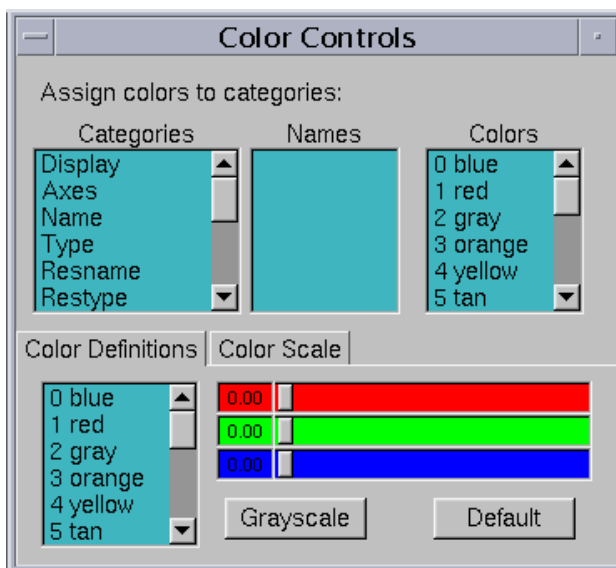 Color Controls
Assign colors to categories:
Categories
Names
Colors
Display
Axes
Name
Type
Resname
Restype
0 blue
1 red
2 gray
3 orange
4 yellow
5 tan
Color Definitions
Color Scale
0 blue
1 red
2 gray
3 orange
4 yellow
5 tan
0.00
0.00
0.00
Grayscale
Default